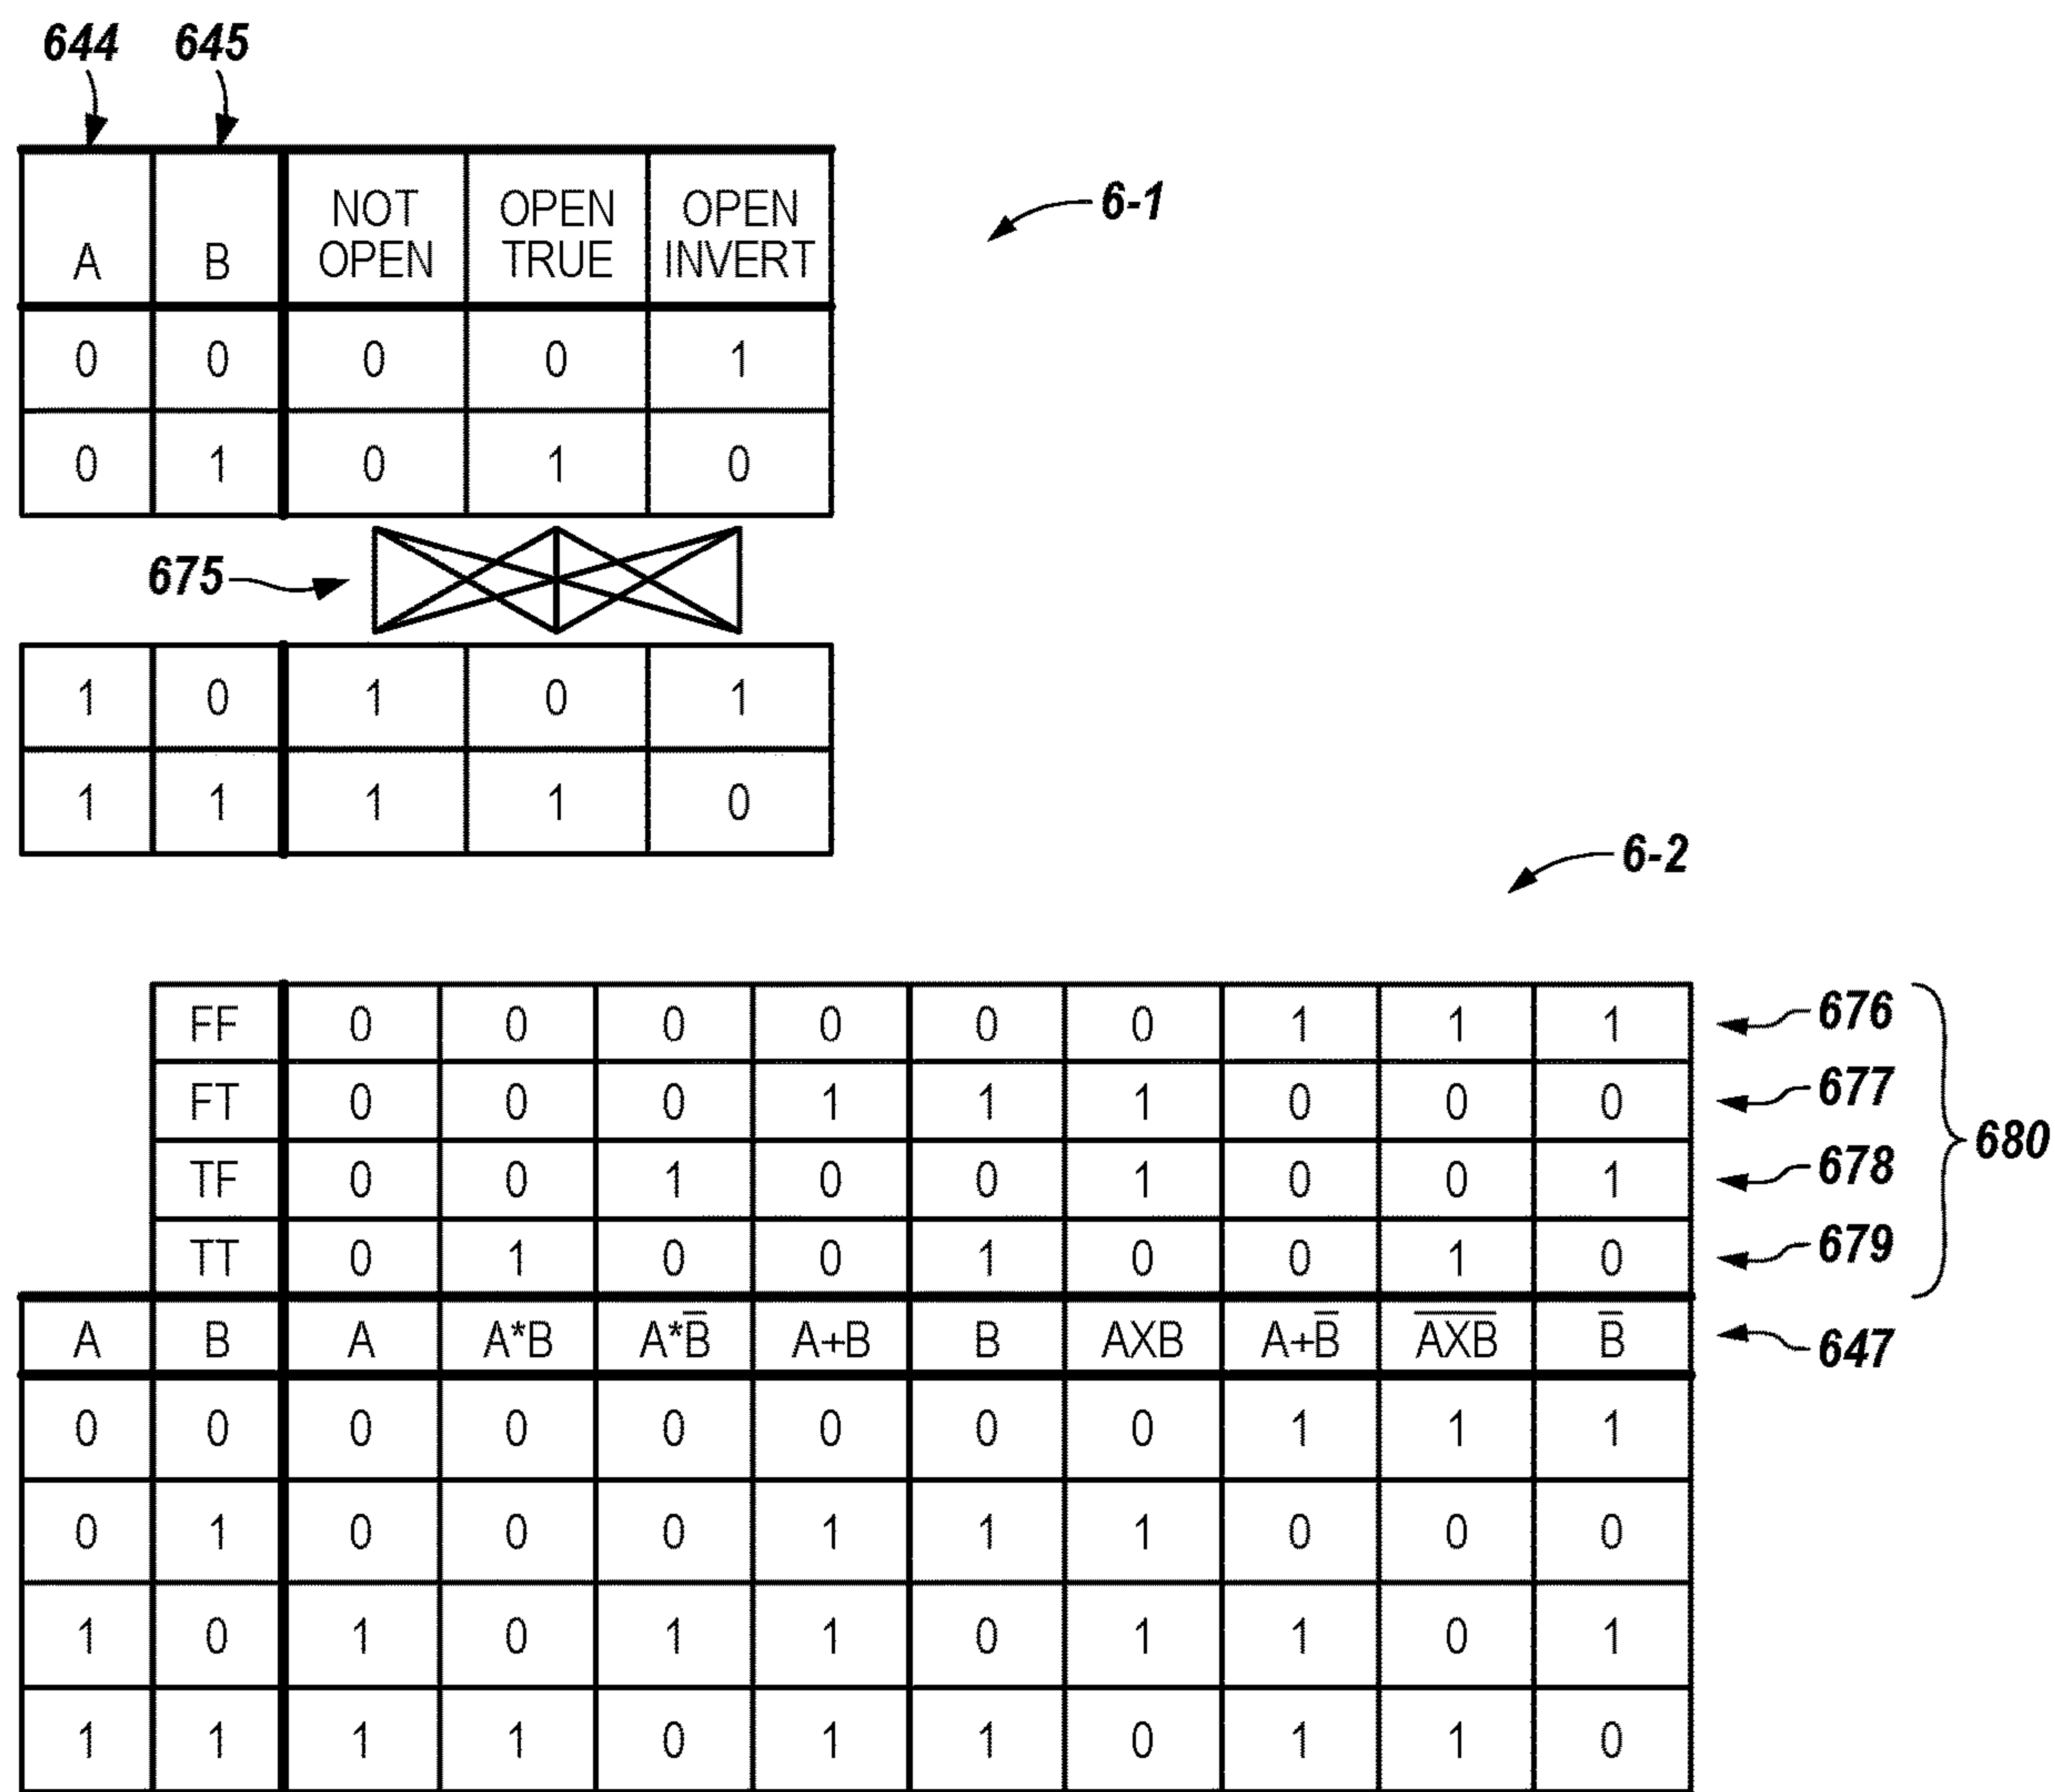 644 645
A B NOT OPEN OPEN TRUE OPEN INVERT
6-1
0 0 0 0 1
0 1 0 1 0
675
1 0 1 0 1
1 1 1 1 0
6-2
FF 0 0 0 0 0 0 1 1 1 676
FT 0 0 0 1 1 1 0 0 0 677
680
TF 0 0 1 0 0 1 0 0 1 678
TT 0 1 0 0 1 0 0 1 0 679
A B A A*B A*B̅ A+B B AXB A+B̅ A̅X̅B̅ B̅ 647
0 0 0 0 0 0 0 0 1 1 1
0 1 0 0 0 1 1 1 0 0 0
1 0 1 0 1 1 0 1 1 0 1
1 1 1 1 0 1 1 0 1 1 0